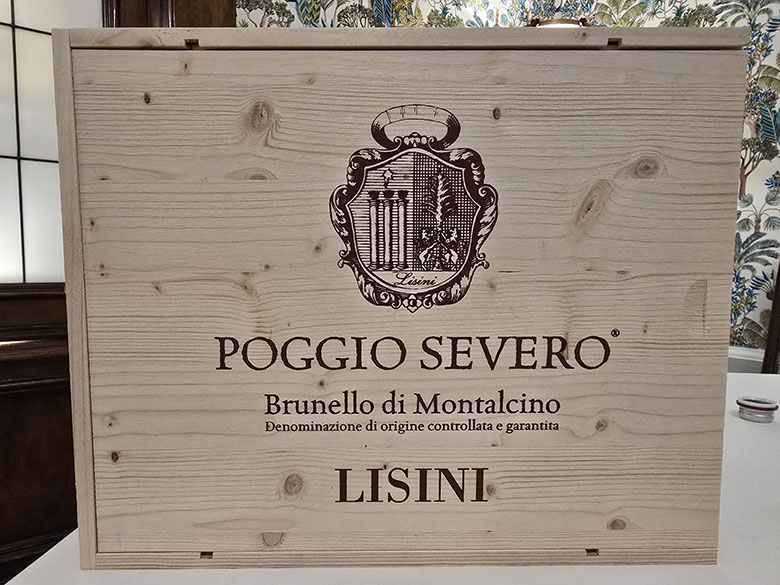 Lisini
POGGIO SEVERO®
Brunello di Montalcino
Denominazione di origine controllata e garantita
LISINI